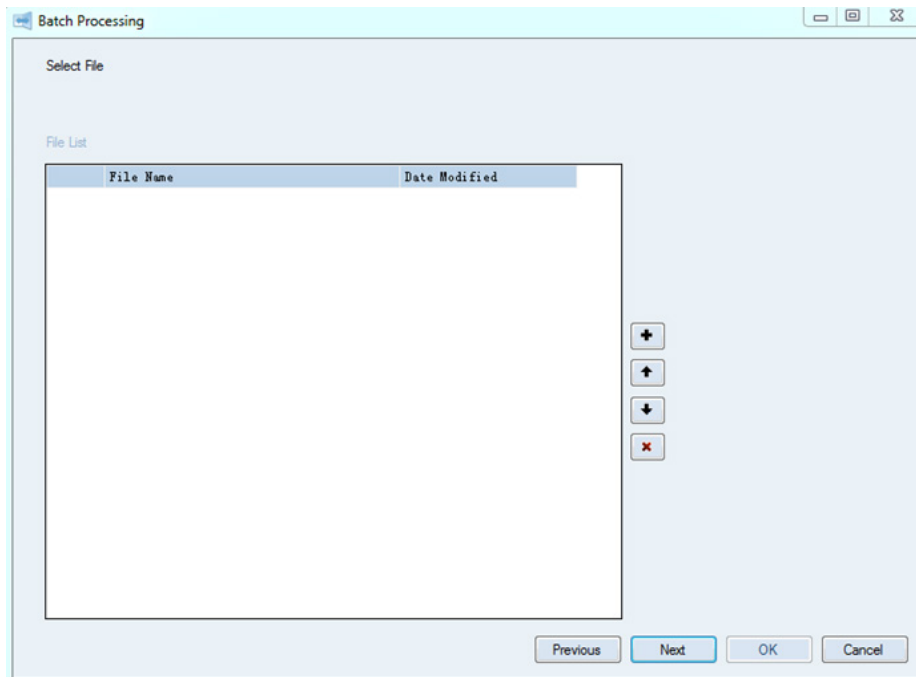 Batch Processing
Select File
File List
File Name Date Modified
Previous Next OK Cancel